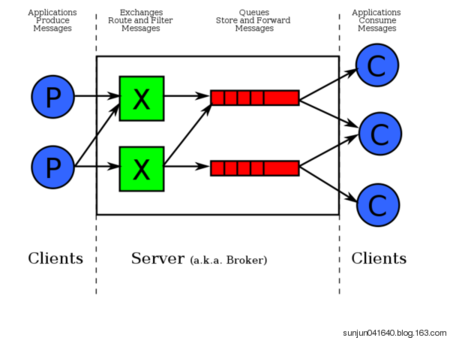 Applications
Produce
Messages
Exchanges
Route and Filter
Messages
Queues
Store and Forward
Messages
Applications
Consume
Messages
P
X
C
P
X
C
C
Clients
Server (a.k.a. Broker)
Clients
sunjun041640.blog.163.com